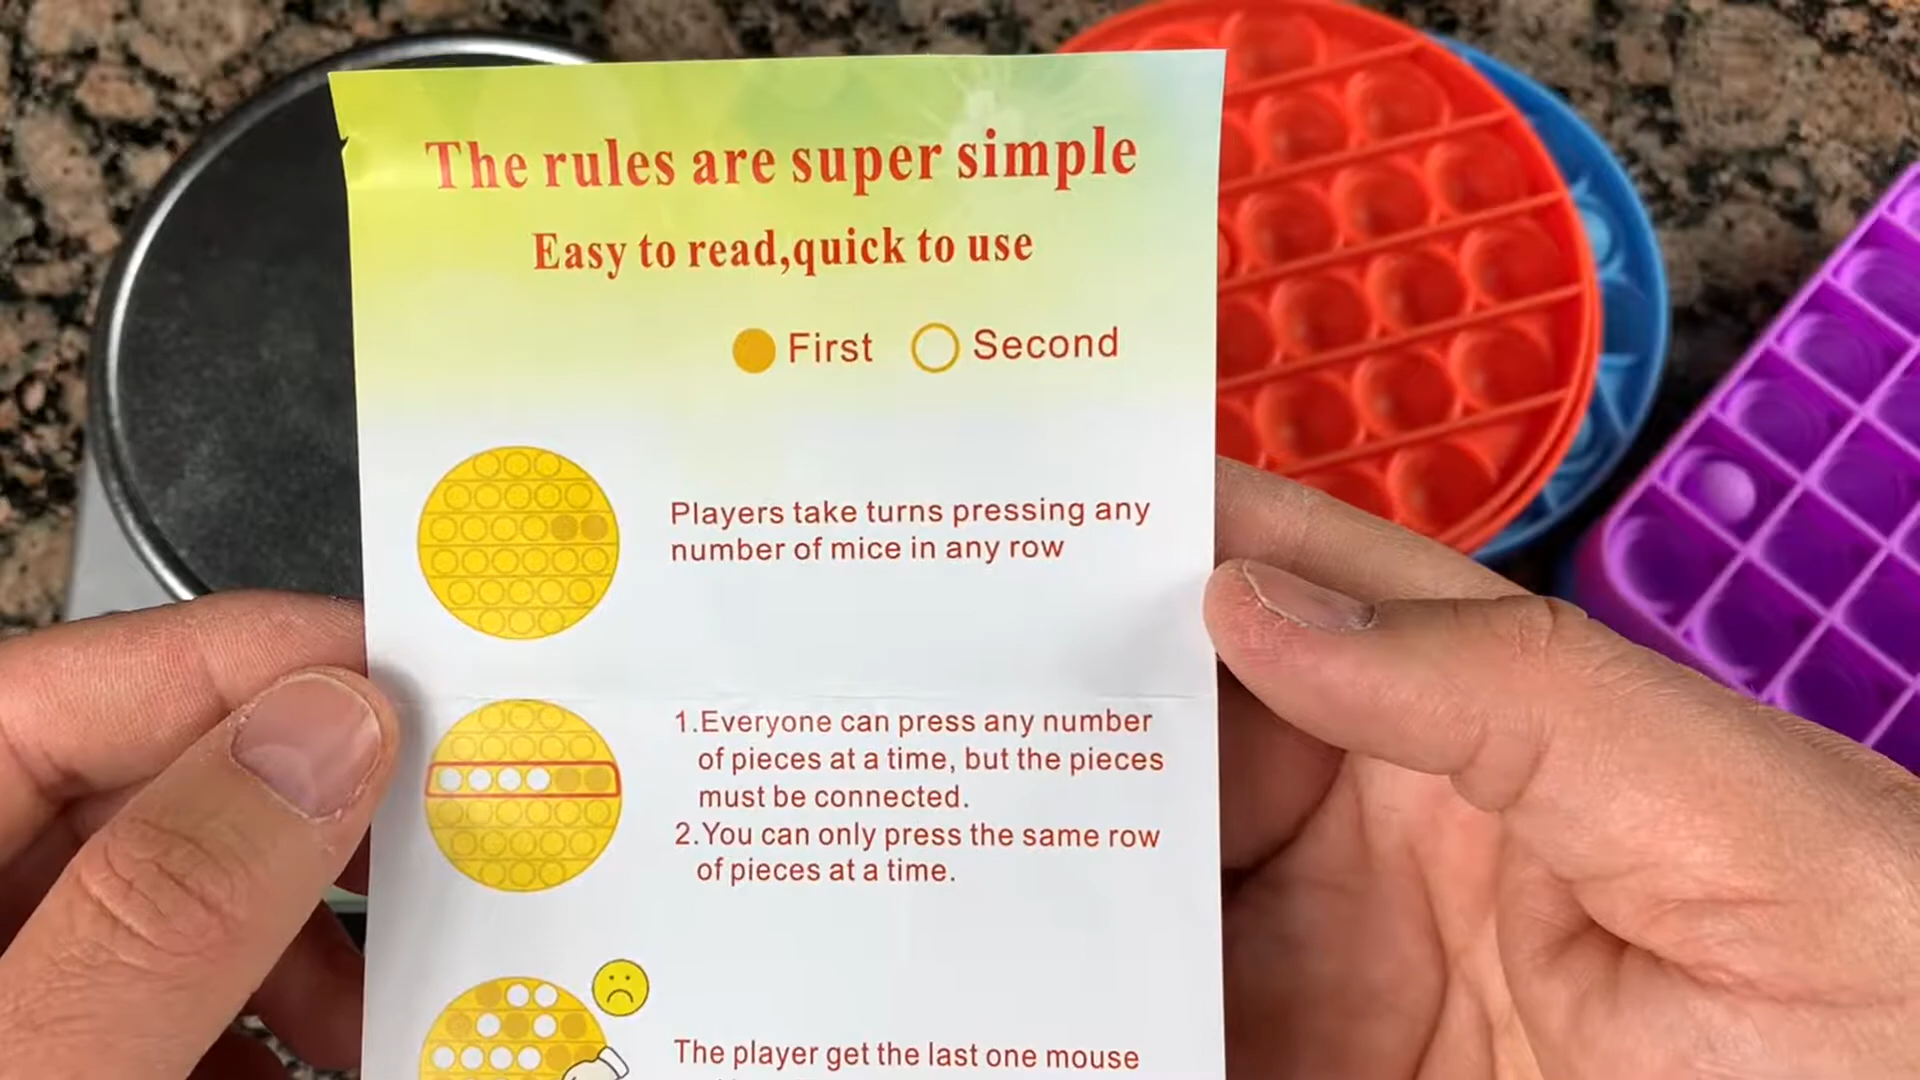 The rules are super simple
Easy to read,quick to use
First Second
Players take turns pressing any
number of mice in any row
1.Everyone can press any number
of pieces at a time, but the pieces
must be connected.
2.You can only press the same row
of pieces at a time.
The player get the last one mouse